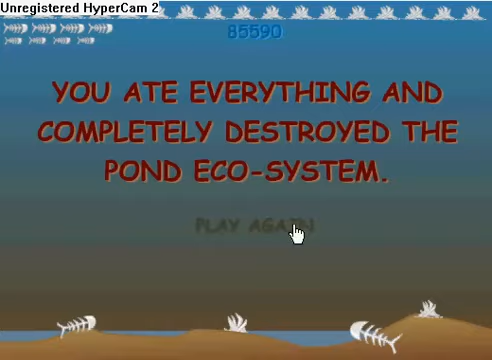 Unregistered HyperCam 2
85590
YOU ATE EVERYTHING AND
COMPLETELY DESTROYED THE
POND ECO-SYSTEM.
PLAY AGAIN